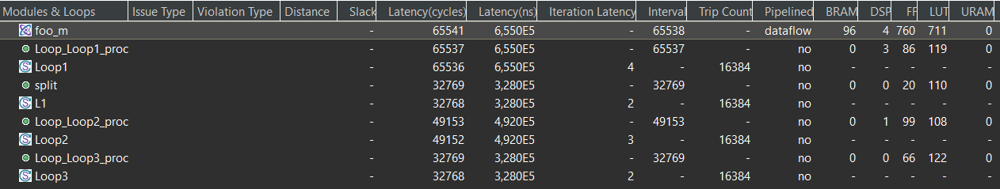 Modules & Loops Issue Type Violation Type Distance Slack Latency(cycles) Latency(ns) Iteration Latency Interval Trip Count Pipelined BRAM DSP FF LUT URAM
foo_m - 65541 6,550E5 - 65538 - dataflow 96 4 760 711 0
Loop_Loop1_proc - 65537 6,550E5 - 65537 - no 0 3 86 119 0
Loop1 - 65536 6,550E5 4 - 16384 no - - - - -
split - 32769 3,280E5 - 32769 - no 0 0 20 110 0
L1 - 32768 3,280E5 2 - 16384 no - - - - -
Loop_Loop2_proc - 49153 4,920E5 - 49153 - no 0 1 99 108 0
Loop2 - 49152 4,920E5 3 - 16384 no - - - - -
Loop_Loop3_proc - 32769 3,280E5 - 32769 - no 0 0 66 122 0
Loop3 - 32768 3,280E5 2 - 16384 no - - - - -